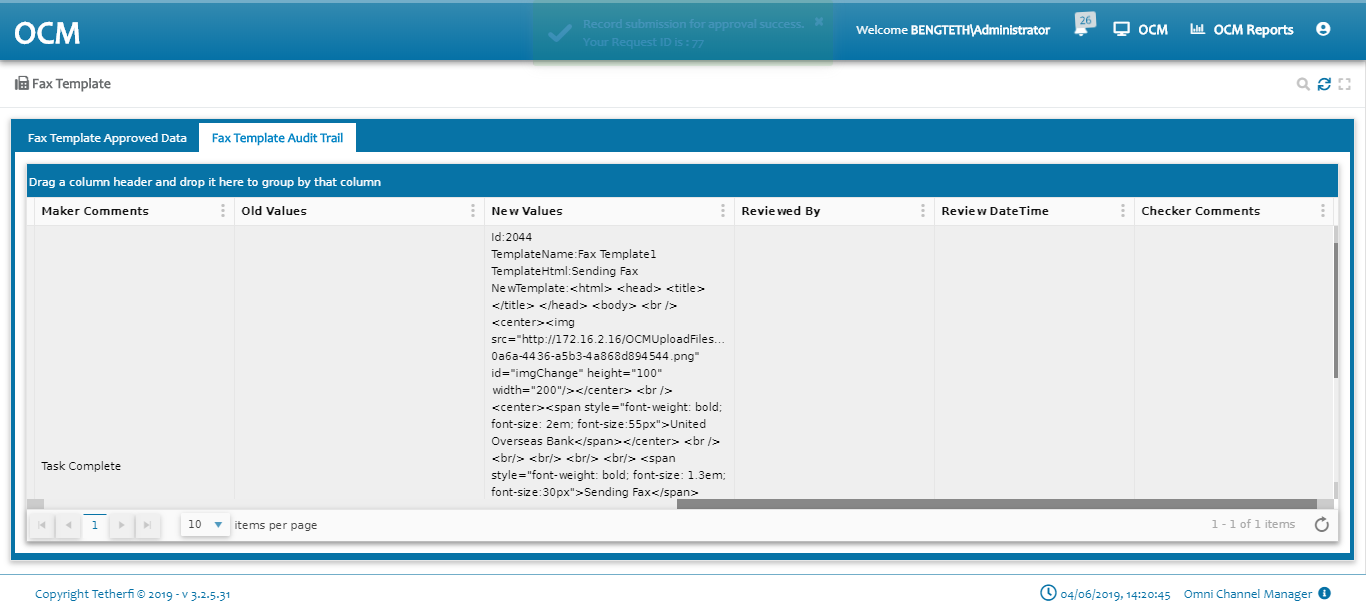 OCM
Record submission for approval success.
Your Request ID is : 77
Welcome BENGTETH\Administrator
26
OCM
OCM Reports
Fax Template
Fax Template Approved Data
Fax Template Audit Trail
Drag a column header and drop it here to group by that column
Maker Comments
Old Values
New Values
Reviewed By
Review DateTime
Checker Comments
Task Complete
Id:2044
TemplateName:Fax Template1
TemplateHtml:Sending Fax
NewTemplate:<html> <head> <title>
</title> </head> <body> <br />
<center><img
src="http://172.16.2.16/OCMUploadFiles...
0a6a-4436-a5b3-4a868d894544.png"
id="imgChange" height="100"
width="200"/></center> <br />
<center><span style="font-weight: bold;
font-size: 2em; font-size:55px">United
Overseas Bank</span></center> <br />
<br/> <br/> <br/> <br/> <span
style="font-weight: bold; font-size: 1.3em;
font-size:30px">Sending Fax</span>
1
10
items per page
1 - 1 of 1 items
Copyright Tetherfi © 2019 - v 3.2.5.31
04/06/2019, 14:20:45
Omni Channel Manager